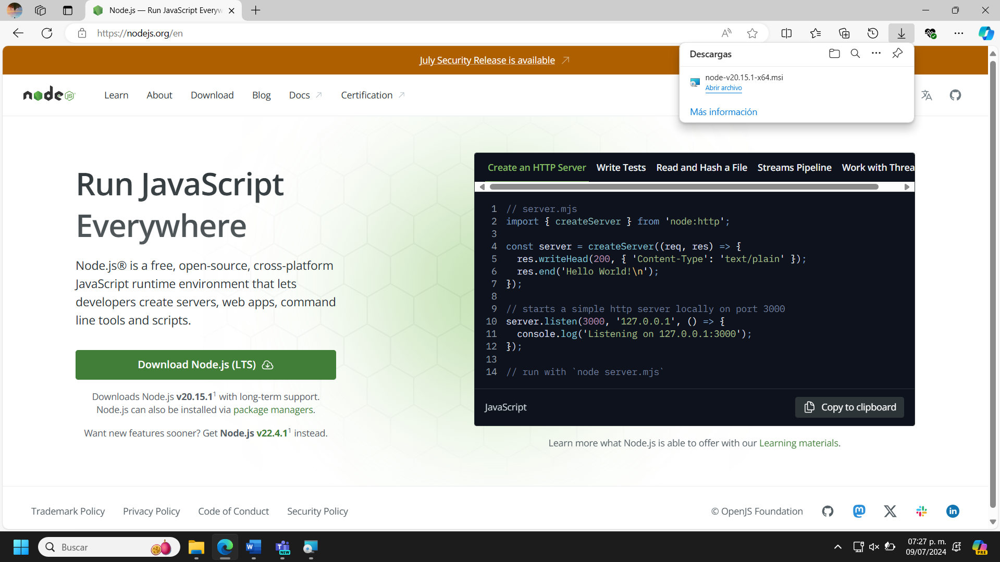 Node.js — Run JavaScript Everyw
https://nodejs.org/en
July Security Release is available
Descargas
node-v20.15.1-x64.msi
Abrir archivo
Más información
node JS
Learn About Download Blog Docs Certification
Run JavaScript
Everywhere
Node.js® is a free, open-source, cross-platform
JavaScript runtime environment that lets
developers create servers, web apps, command
line tools and scripts.
Download Node.js (LTS)
Downloads Node.js v20.15.1¹ with long-term support.
Node.js can also be installed via package managers.
Want new features sooner? Get Node.js v22.4.1¹ instead.
Create an HTTP Server Write Tests Read and Hash a File Streams Pipeline Work with Threa
1 // server.mjs
2 import { createServer } from 'node:http';
3
4 const server = createServer((req, res) => {
5 res.writeHead(200, { 'Content-Type': 'text/plain' });
6 res.end('Hello World!\n');
7 });
8
9 // starts a simple http server locally on port 3000
10 server.listen(3000, '127.0.0.1', () => {
11 console.log('Listening on 127.0.0.1:3000');
12 });
13
14 // run with `node server.mjs`
JavaScript
Copy to clipboard
Learn more what Node.js is able to offer with our Learning materials.
Trademark Policy Privacy Policy Code of Conduct Security Policy
© OpenJS Foundation
Buscar
NEW
07:27 p. m.
09/07/2024
PRE